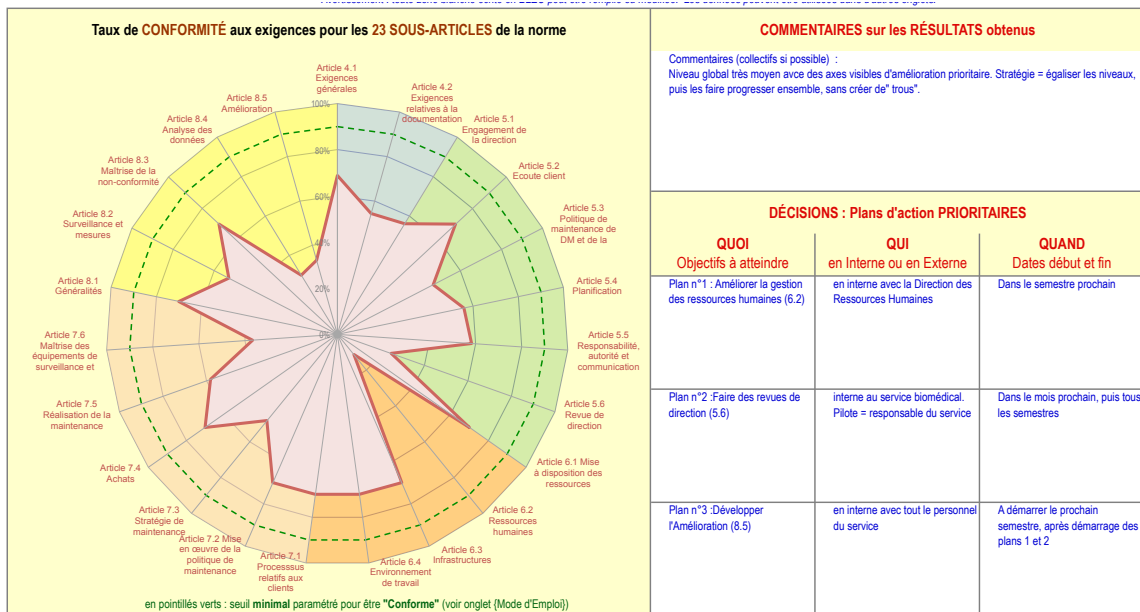 Taux de CONFORMITÉ aux exigences pour les 23 SOUS-ARTICLES de la norme
Article 4.1
Exigences
générales
Article 4.2
Exigences
relatives à la
documentation
Article 5.1
Engagement de
la direction
Article 5.2
Ecoute client
Article 5.3
Politique de
maintenance de
DM et de la
Article 5.4
Planification
Article 5.5
Responsabilité,
autorité et
communication
Article 5.6
Revue de
direction
Article 6.1 Mise
à disposition des
ressources
Article 6.2
Ressources
humaines
Article 6.3
Infrastructures
Article 6.4
Environnement
de travail
Article 7.1
Processsus
relatifs aux
clients
Article 7.2 Mise
en œuvre de la
politique de
maintenance
Article 7.3
Stratégie de
maintenance
Article 7.4
Achats
Article 7.5
Réalisation de la
maintenance
Article 7.6
Maîtrise des
équipements de
surveillance et
Article 8.1
Généralités
Article 8.2
Surveillance et
mesures
Article 8.3
Maîtrise de la
non-conformité
Article 8.4
Analyse des
données
Article 8.5
Amélioration
100%
80%
60%
40%
20%
0%
en pointillés verts : seuil minimal paramétré pour être "Conforme" (voir onglet {Mode d'Emploi})
COMMENTAIRES sur les RÉSULTATS obtenus
Commentaires (collectifs si possible) :
Niveau global très moyen avce des axes visibles d'amélioration prioritaire. Stratégie = égaliser les niveaux,
puis les faire progresser ensemble, sans créer de" trous".
DÉCISIONS : Plans d'action PRIORITAIRES
QUOI
Objectifs à atteindre
QUI
en Interne ou en Externe
QUAND
Dates début et fin
Plan n°1 : Améliorer la gestion
des ressources humaines (6.2)
en interne avec la Direction des
Ressources Humaines
Dans le semestre prochain
Plan n°2 :Faire des revues de
direction (5.6)
interne au service biomédical.
Pilote = responsable du service
Dans le mois prochain, puis tous
les semestres
Plan n°3 :Développer
l'Amélioration (8.5)
en interne avec tout le personnel
du service
A démarrer le prochain
semestre, après démarrage des
plans 1 et 2